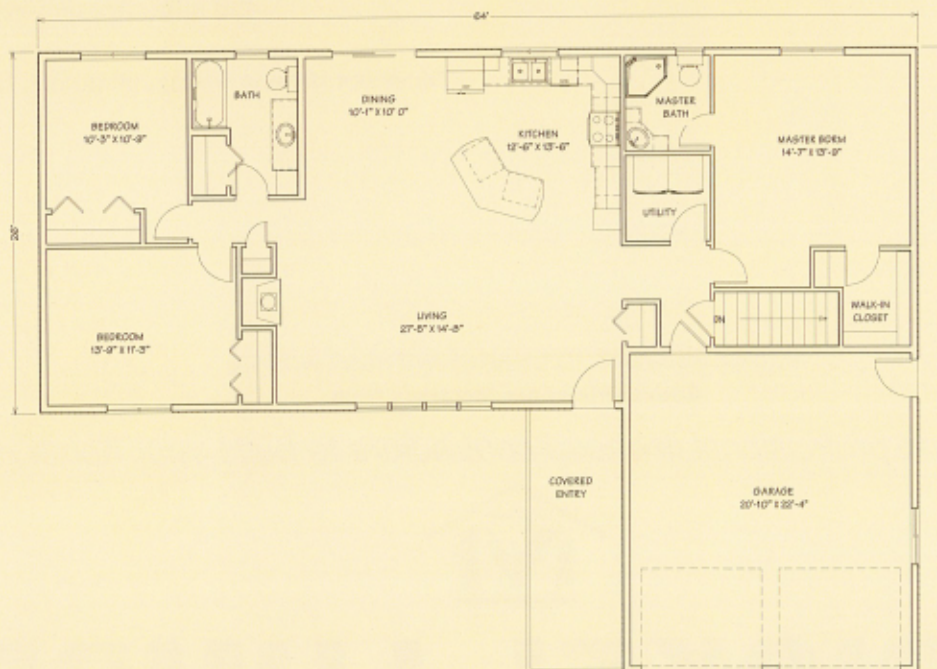 64'
BATH
DINING
10'-1" X 10' 0"
MASTER
BATH
BEDROOM
10'-3" X 10'-9"
KITCHEN
12'-6" X 13'-6"
MASTER BDRM
14'-7" X 13'-9"
UTILITY
26'
LIVING
27'-8" X 14'-8"
DN
WALK-IN
CLOSET
BEDROOM
13'-9" X 11'-3"
COVERED
ENTRY
GARAGE
20'-10" X 22'-4"